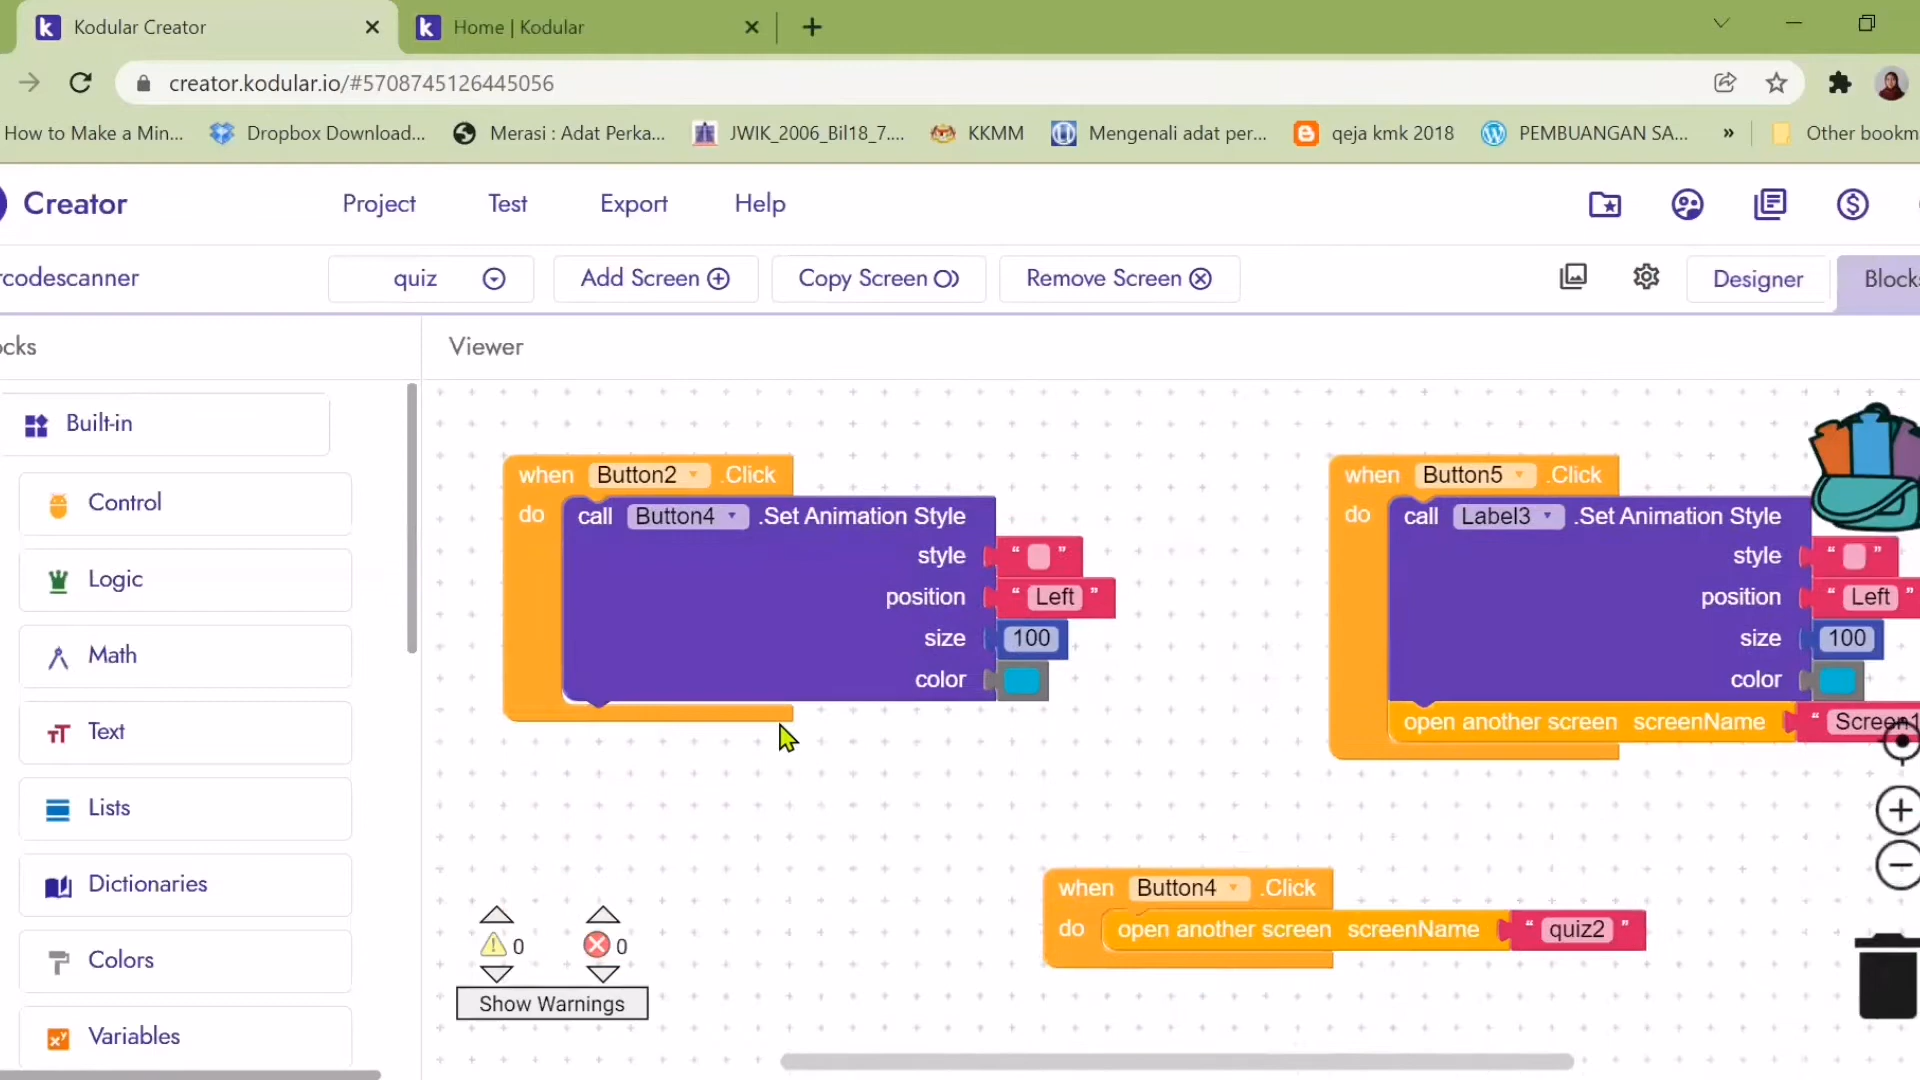 Kodular Creator
Home | Kodular
creator.kodular.io/#5708745126445056
How to Make a Min...
Dropbox Download...
Merasi : Adat Perka...
JWIK_2006_Bil18_7....
KKMM
Mengenali adat per...
qeja kmk 2018
PEMBUANGAN SA...
»
Other bookm
Creator
Project
Test
Export
Help
rcodescanner
quiz
Add Screen
Copy Screen
Remove Screen
Designer
Blocks
ocks
Viewer
Built-in
Control
Logic
Math
Text
Lists
Dictionaries
Colors
Variables
when Button2 .Click
do call Button4 .Set Animation Style
style “ ”
position “ Left ”
size 100
color
when Button5 .Click
do call Label3 .Set Animation Style
style “ ”
position “ Left ”
size 100
color
open another screen screenName “ Screen1
when Button4 .Click
do open another screen screenName “ quiz2 ”
0
0
Show Warnings